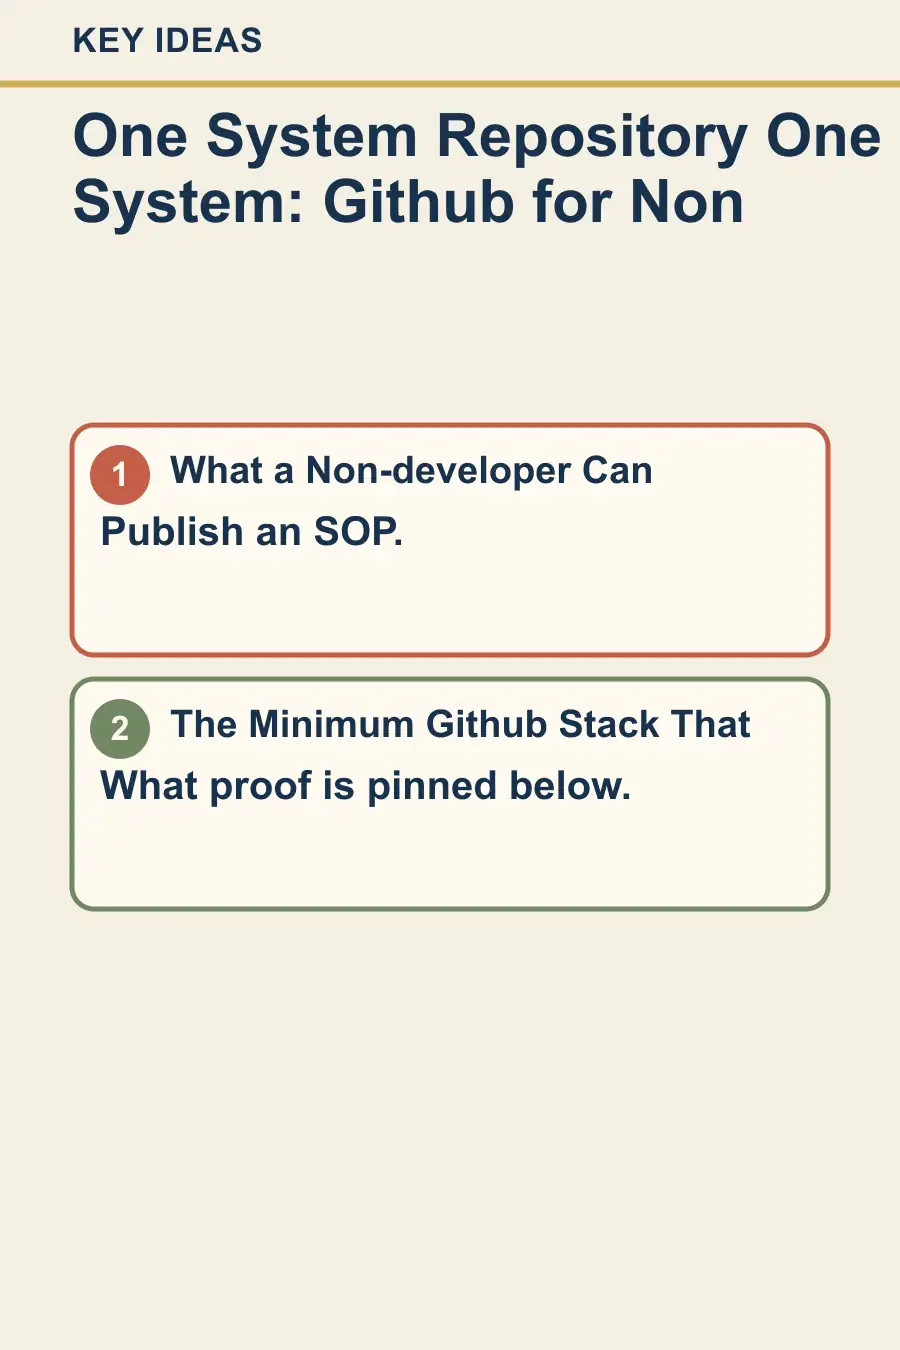 KEY IDEAS
One System Repository One
System: Github for Non
1 What a Non-developer Can
Publish an SOP.
2 The Minimum Github Stack That
What proof is pinned below.